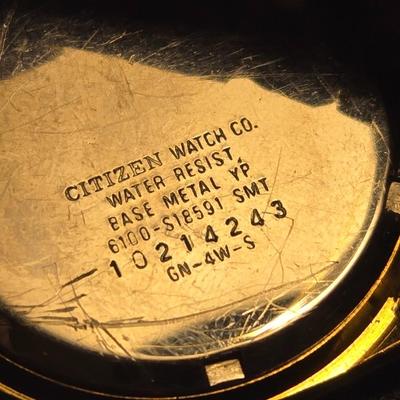 CITIZEN WATCH CO.
WATER RESIST.
BASE METAL YP
6100-S18591 SMT
10214243
GN-4W-S